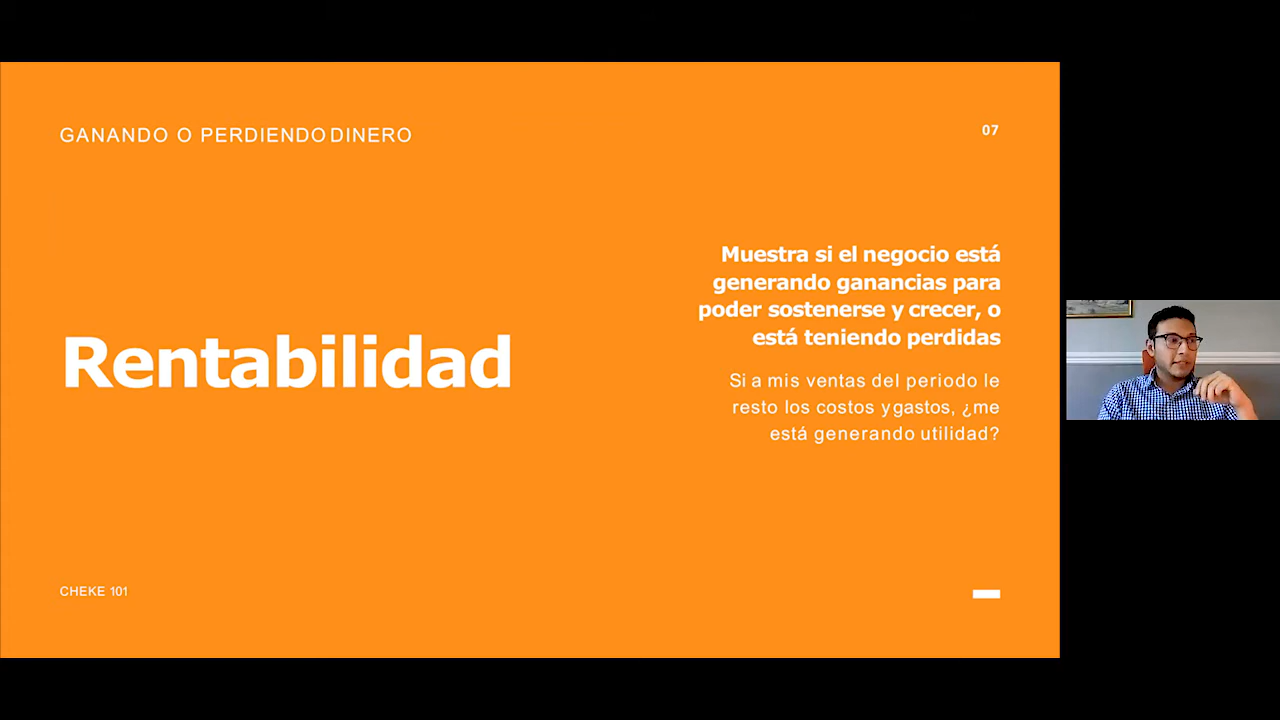 GANANDO O PERDIENDO DINERO
07
Rentabilidad
Muestra si el negocio está
generando ganancias para
poder sostenerse y crecer, o
está teniendo perdidas
Si a mis ventas del periodo le
resto los costos y gastos, ¿me
está generando utilidad?
CHEKE 101